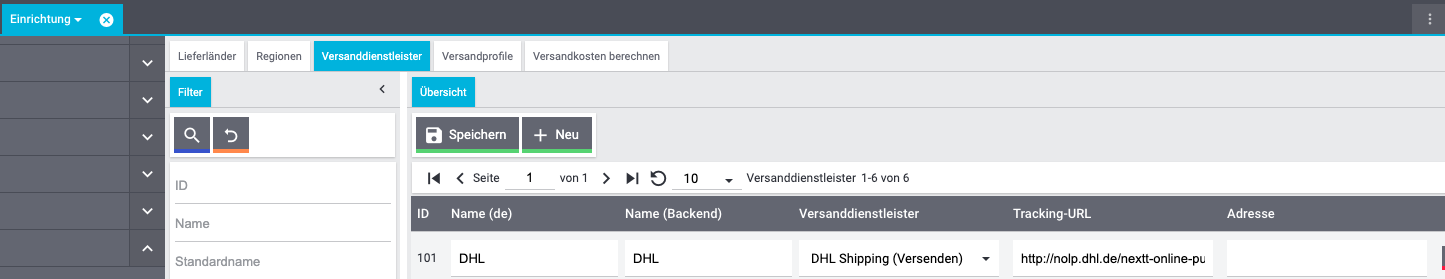 Einrichtung
Lieferländer Regionen Versanddienstleister Versandprofile Versandkosten berechnen
Filter
Übersicht
Speichern Neu
Seite 1 von 1 10 Versanddienstleister 1-6 von 6
ID
Name
Standardname
ID Name (de) Name (Backend) Versanddienstleister Tracking-URL Adresse
101 DHL DHL DHL Shipping (Versenden) http://nolp.dhl.de/nextt-online-pu